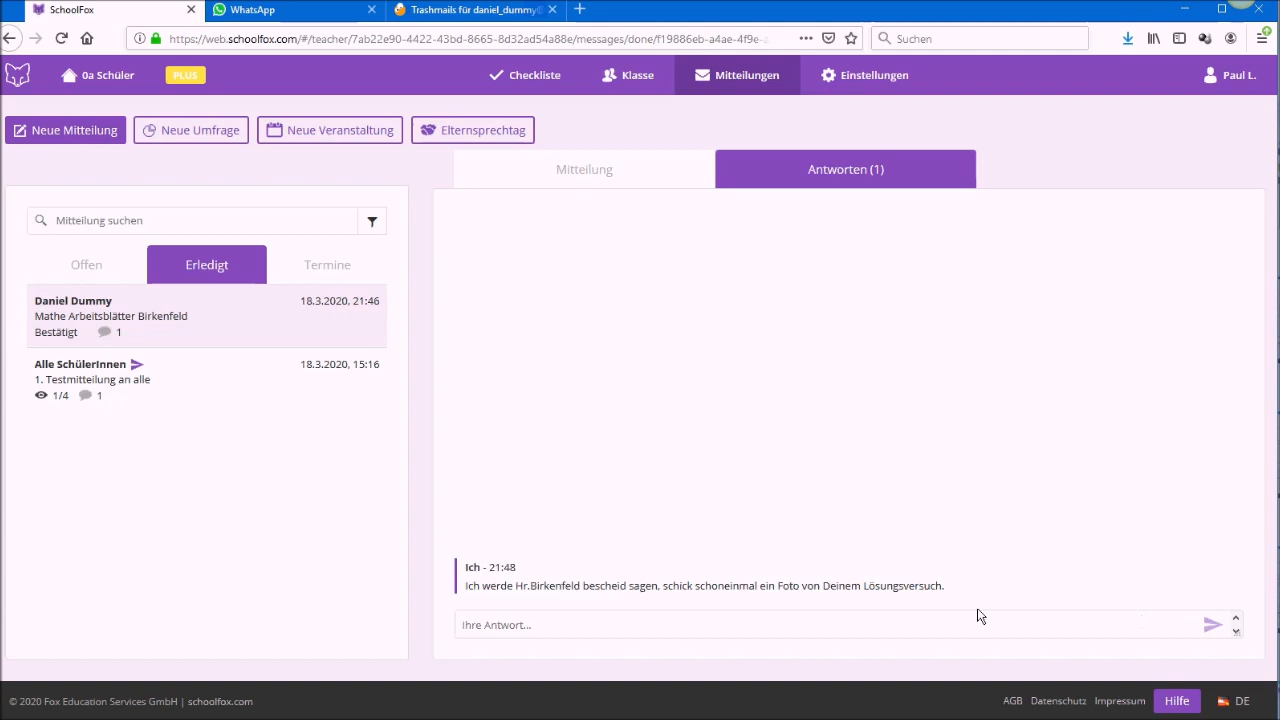 SchoolFox
WhatsApp
Trashmails für daniel_dummy@
https://web.schoolfox.com/#/teacher/7ab22e90-4422-43bd-8665-8d32ad54a88e/messages/done/f19886eb-a4ae-4f9e-a
Suchen
0a Schüler
PLUS
Checkliste
Klasse
Mitteilungen
Einstellungen
Paul L.
Neue Mitteilung
Neue Umfrage
Neue Veranstaltung
Elternsprechtag
Mitteilung
Antworten (1)
Mitteilung suchen
Offen
Erledigt
Termine
Daniel Dummy
18.3.2020, 21:46
Mathe Arbeitsblätter Birkenfeld
Bestätigt
1
Alle SchülerInnen
18.3.2020, 15:16
1. Testmitteilung an alle
1/4
1
Ich - 21:48
Ich werde Hr.Birkenfeld bescheid sagen, schick schoneinmal ein Foto von Deinem Lösungsversuch.
Ihre Antwort...
© 2020 Fox Education Services GmbH | schoolfox.com
AGB
Datenschutz
Impressum
Hilfe
DE